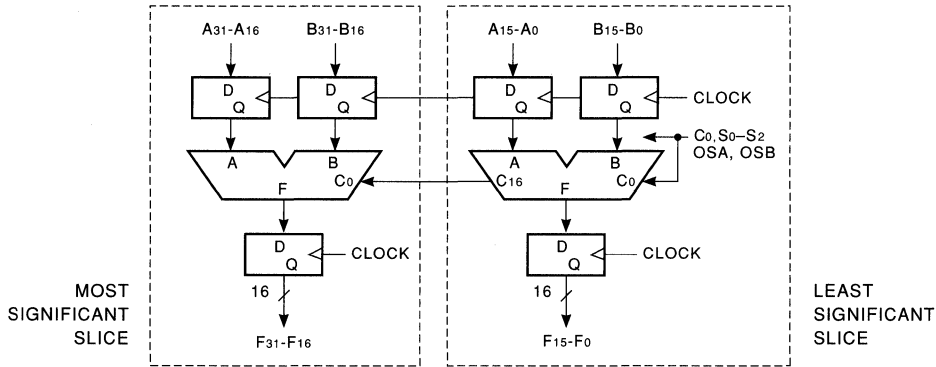 A31-A16 B31-B16 A15-A0 B15-B0
D D D D
Q Q Q Q CLOCK
C0, S0–S2
OSA, OSB
A B A B
C0 C16 C0
F F
D D
Q CLOCK Q CLOCK
16 16
MOST
SIGNIFICANT
SLICE
LEAST
SIGNIFICANT
SLICE
F31-F16 F15-F0